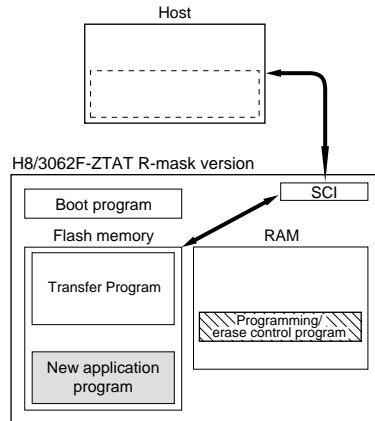 Host
H8/3062F-ZTAT R-mask version
SCI
Boot program
Flash memory
RAM
Transfer Program
Programming/
erase control program
New application
program